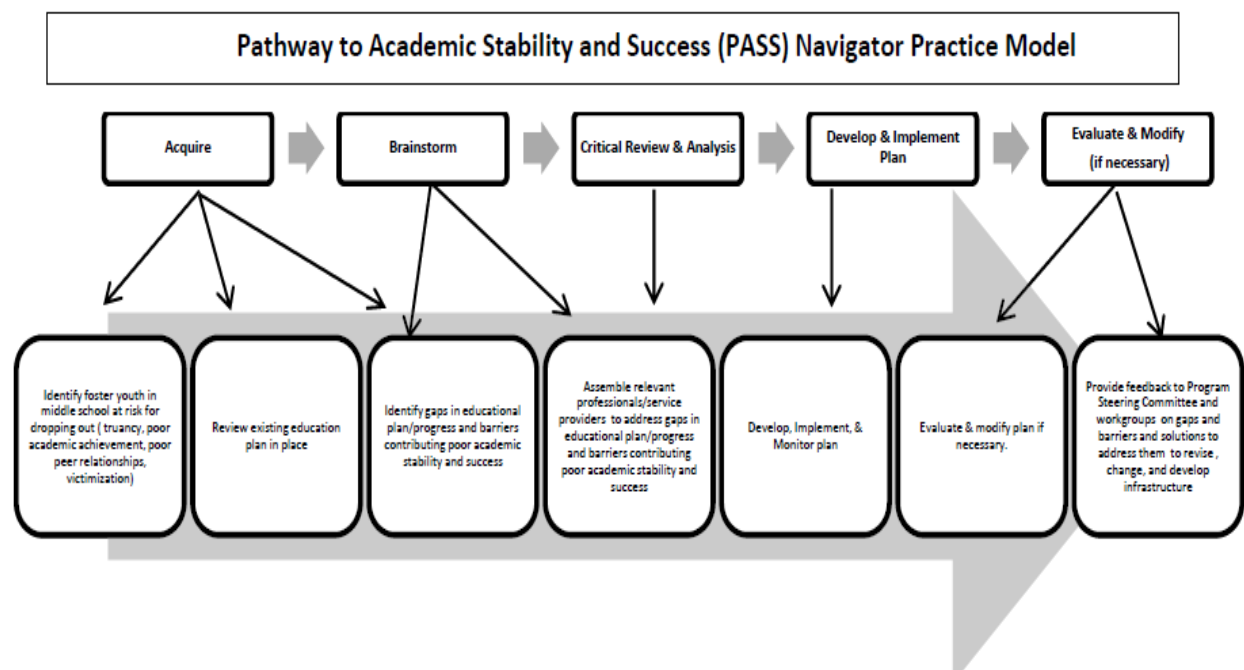 Pathway to Academic Stability and Success (PASS) Navigator Practice Model
Acquire
Brainstorm
Critical Review & Analysis
Develop & Implement
Plan
Evaluate & Modify
(if necessary)
Identify foster youth in
middle school at risk for
dropping out ( truancy, poor
academic achievement, poor
peer relationships,
victimization)
Review existing education
plan in place
Identify gaps in educational
plan/progress and barriers
contributing poor academic
stability and success
Assemble relevant
professionals/service
providers to address gaps in
educational plan/progress
and barriers contributing
poor academic stability and
success
Develop, Implement, &
Monitor plan
Evaluate & modify plan if
necessary.
Provide feedback to Program
Steering Committee and
workgroups on gaps and
barriers and solutions to
address them to revise ,
change, and develop
infrastructure